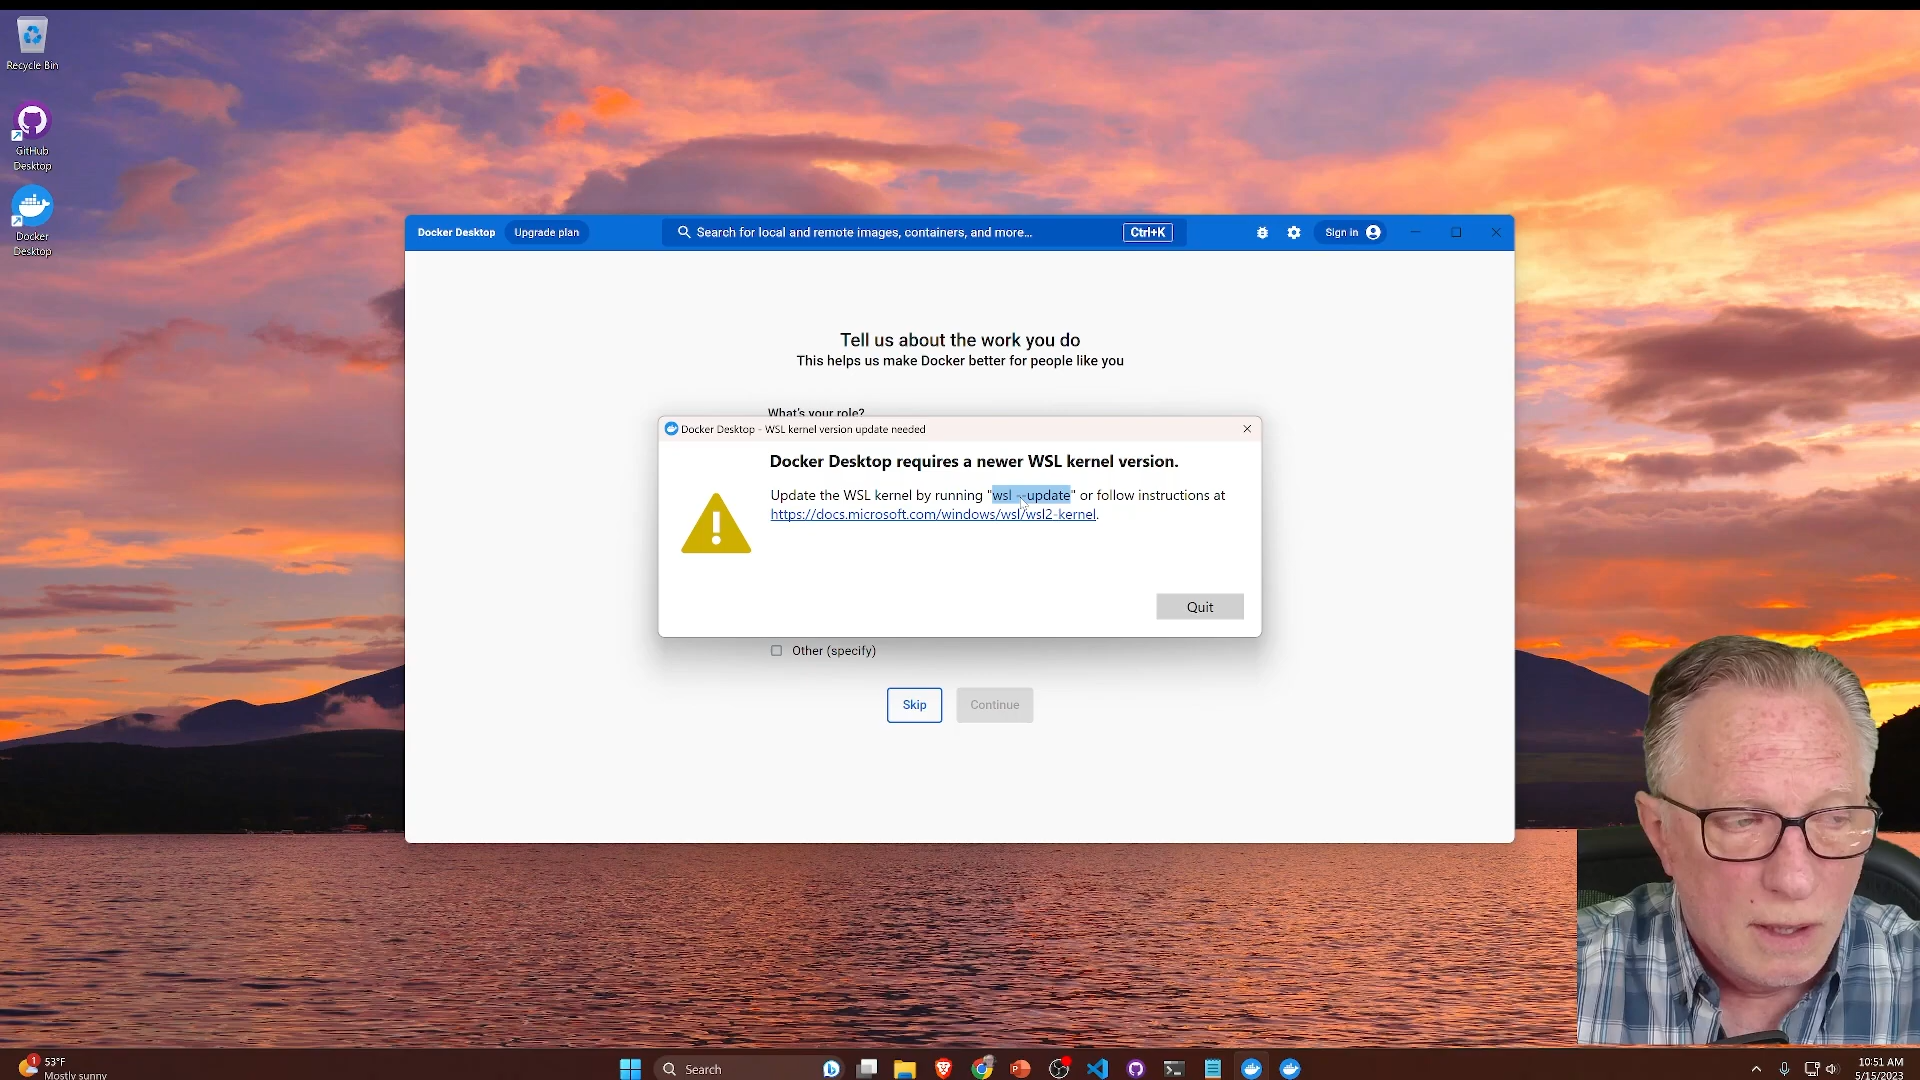 Recycle Bin
GitHub
Desktop
Docker
Desktop
Docker Desktop
Upgrade plan
Search for local and remote images, containers, and more...
Ctrl+K
Sign in
Tell us about the work you do
This helps us make Docker better for people like you
What's your role?
Docker Desktop - WSL kernel version update needed
Docker Desktop requires a newer WSL kernel version.
Update the WSL kernel by running "wsl --update" or follow instructions at
https://docs.microsoft.com/windows/wsl/wsl2-kernel.
Quit
Other (specify)
Skip
Continue
1
53°F
Mostly sunny
Search
10:51 AM
5/15/2023